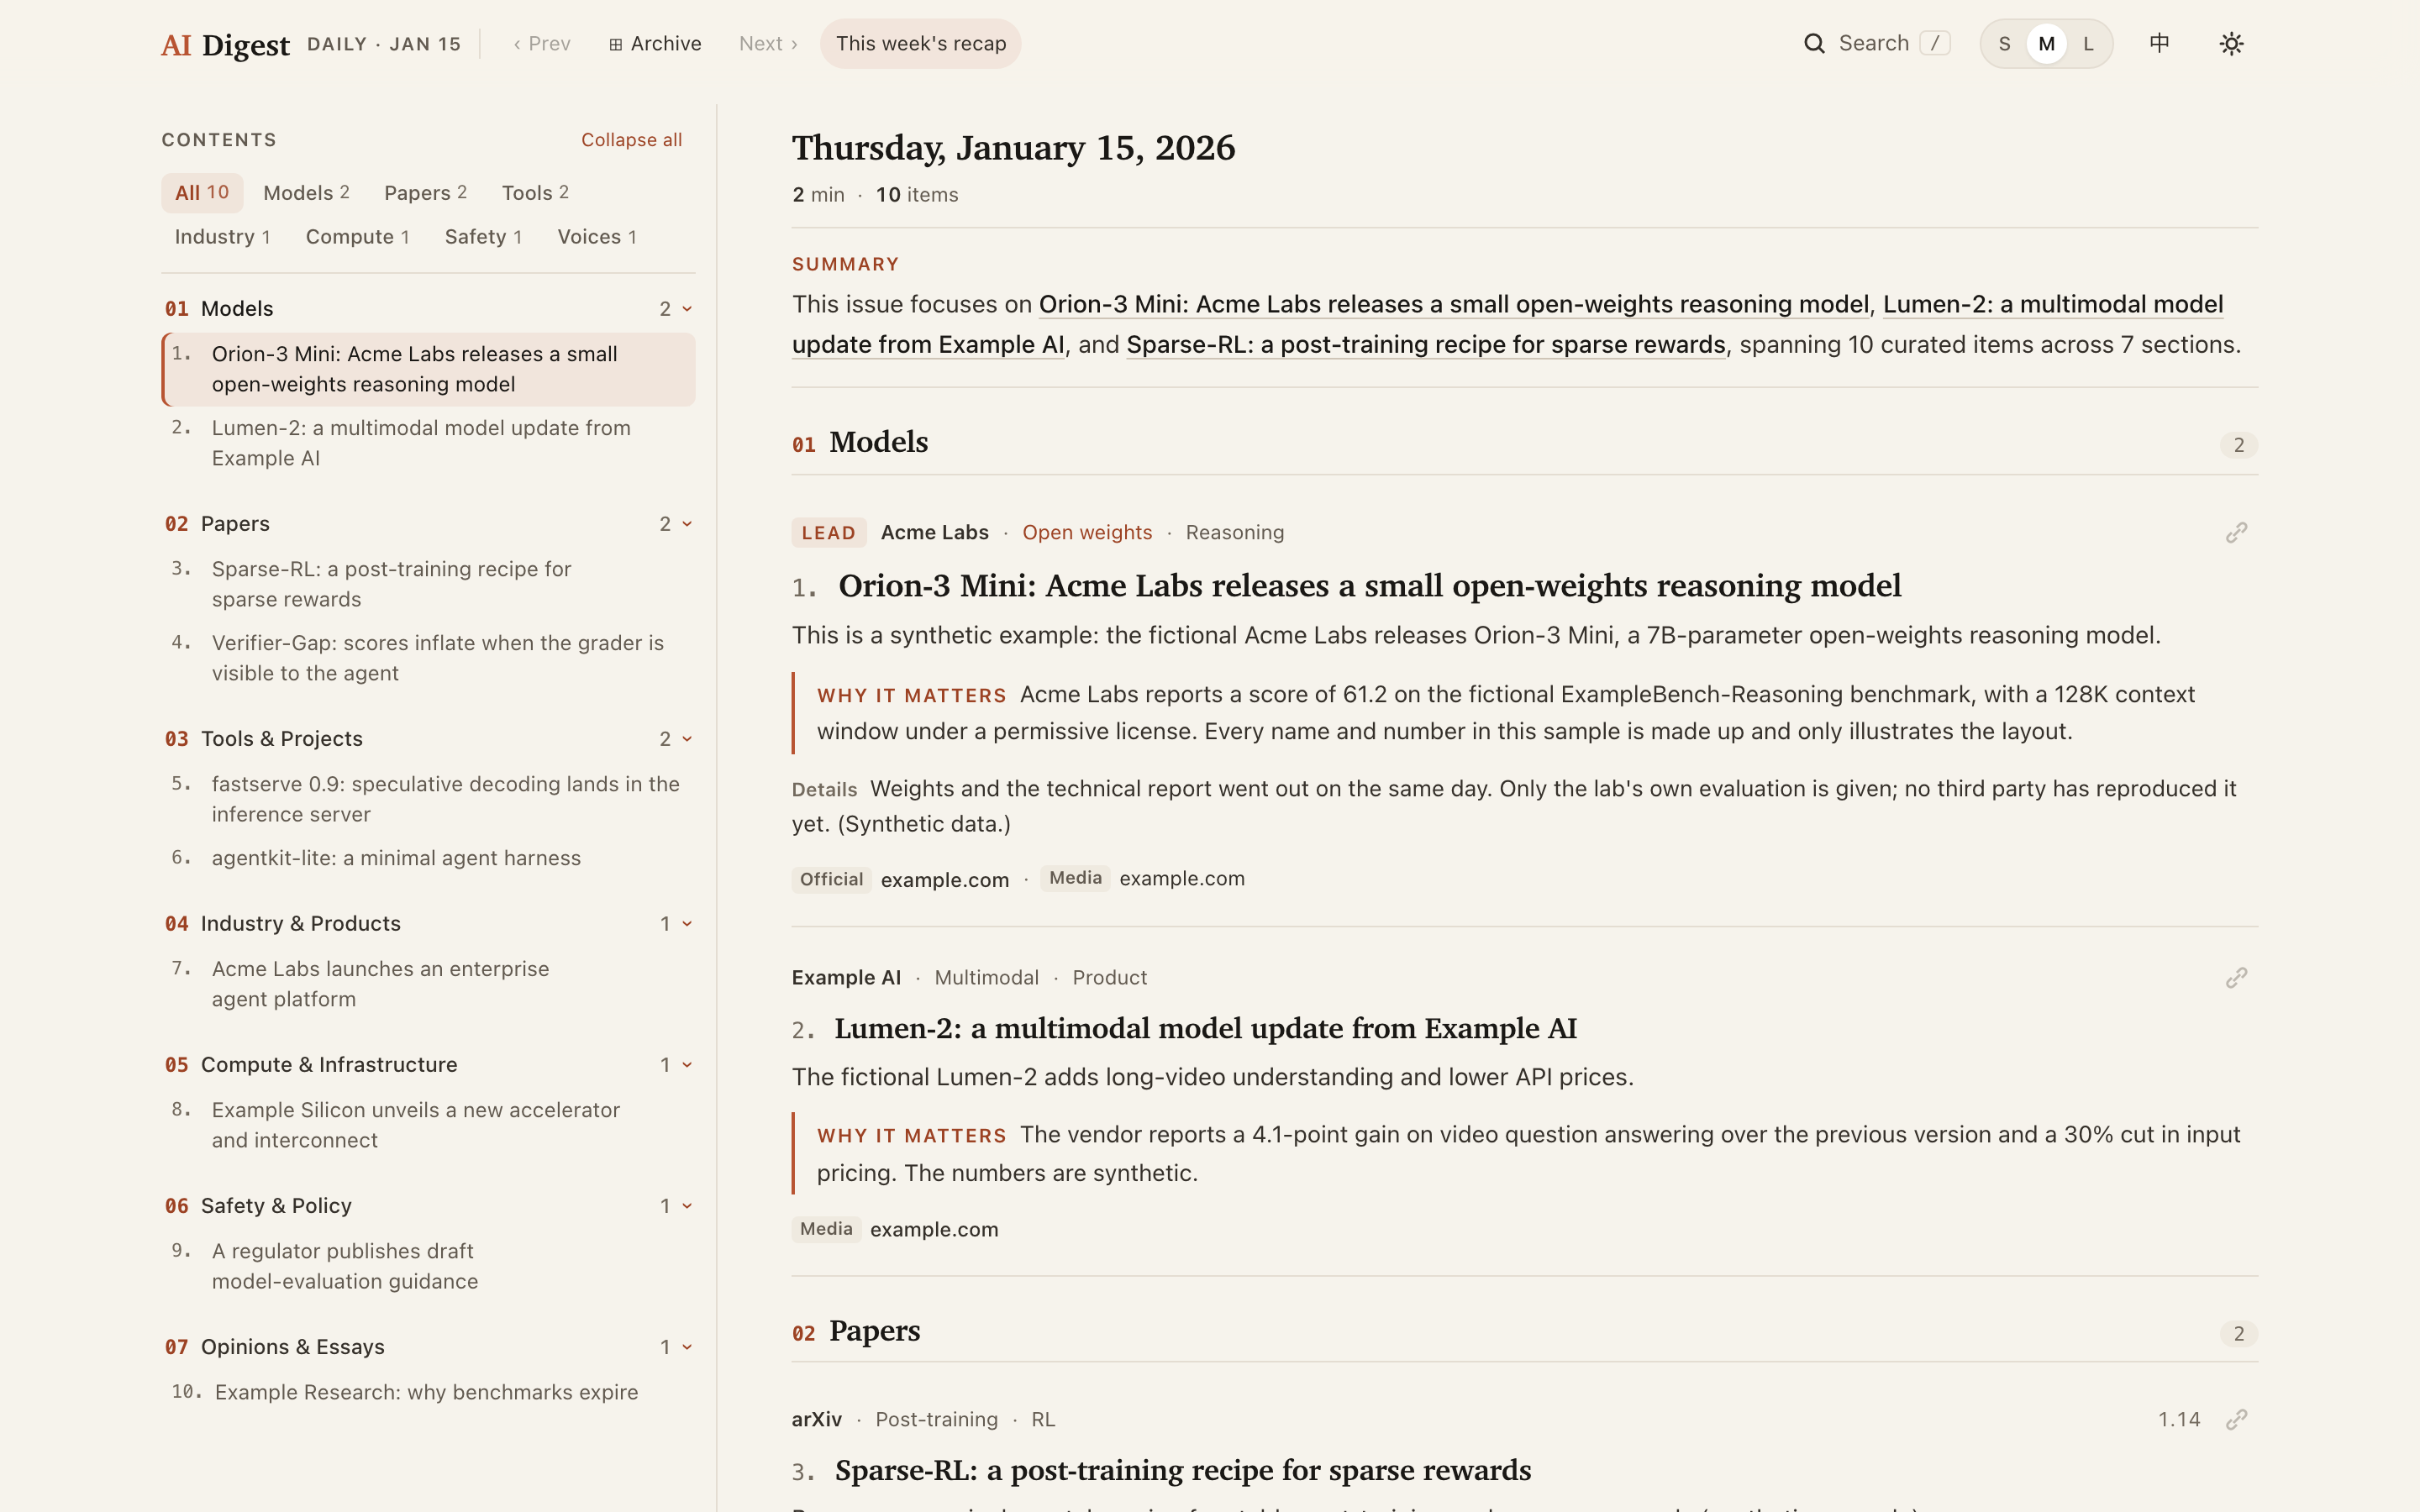 AI Digest DAILY · JAN 15 ‹ Prev Archive Next › This week's recap Search / S M L 中
CONTENTS Collapse all
All 10 Models 2 Papers 2 Tools 2
Industry 1 Compute 1 Safety 1 Voices 1
01 Models 2
1. Orion-3 Mini: Acme Labs releases a small
open-weights reasoning model
2. Lumen-2: a multimodal model update from
Example AI
02 Papers 2
3. Sparse-RL: a post-training recipe for
sparse rewards
4. Verifier-Gap: scores inflate when the grader is
visible to the agent
03 Tools & Projects 2
5. fastserve 0.9: speculative decoding lands in the
inference server
6. agentkit-lite: a minimal agent harness
04 Industry & Products 1
7. Acme Labs launches an enterprise
agent platform
05 Compute & Infrastructure 1
8. Example Silicon unveils a new accelerator
and interconnect
06 Safety & Policy 1
9. A regulator publishes draft
model-evaluation guidance
07 Opinions & Essays 1
10. Example Research: why benchmarks expire
Thursday, January 15, 2026
2 min · 10 items
SUMMARY
This issue focuses on Orion-3 Mini: Acme Labs releases a small open-weights reasoning model, Lumen-2: a multimodal model
update from Example AI, and Sparse-RL: a post-training recipe for sparse rewards, spanning 10 curated items across 7 sections.
01 Models 2
LEAD Acme Labs · Open weights · Reasoning
1. Orion-3 Mini: Acme Labs releases a small open-weights reasoning model
This is a synthetic example: the fictional Acme Labs releases Orion-3 Mini, a 7B-parameter open-weights reasoning model.
WHY IT MATTERS Acme Labs reports a score of 61.2 on the fictional ExampleBench-Reasoning benchmark, with a 128K context
window under a permissive license. Every name and number in this sample is made up and only illustrates the layout.
Details Weights and the technical report went out on the same day. Only the lab's own evaluation is given; no third party has reproduced it
yet. (Synthetic data.)
Official example.com · Media example.com
Example AI · Multimodal · Product
2. Lumen-2: a multimodal model update from Example AI
The fictional Lumen-2 adds long-video understanding and lower API prices.
WHY IT MATTERS The vendor reports a 4.1-point gain on video question answering over the previous version and a 30% cut in input
pricing. The numbers are synthetic.
Media example.com
02 Papers 2
arXiv · Post-training · RL 1.14
3. Sparse-RL: a post-training recipe for sparse rewards